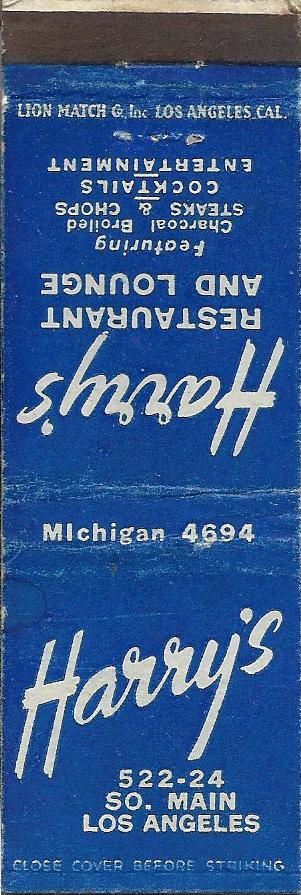 LION MATCH Co, Inc LOS ANGELES, CAL.
Harry's
RESTAURANT
AND LOUNGE
Featuring
Charcoal Broiled
STEAKS & CHOPS
COCKTAILS
ENTERTAINMENT
MIchigan 4694
Harry's
522-24
SO. MAIN
LOS ANGELES
CLOSE COVER BEFORE STRIKING